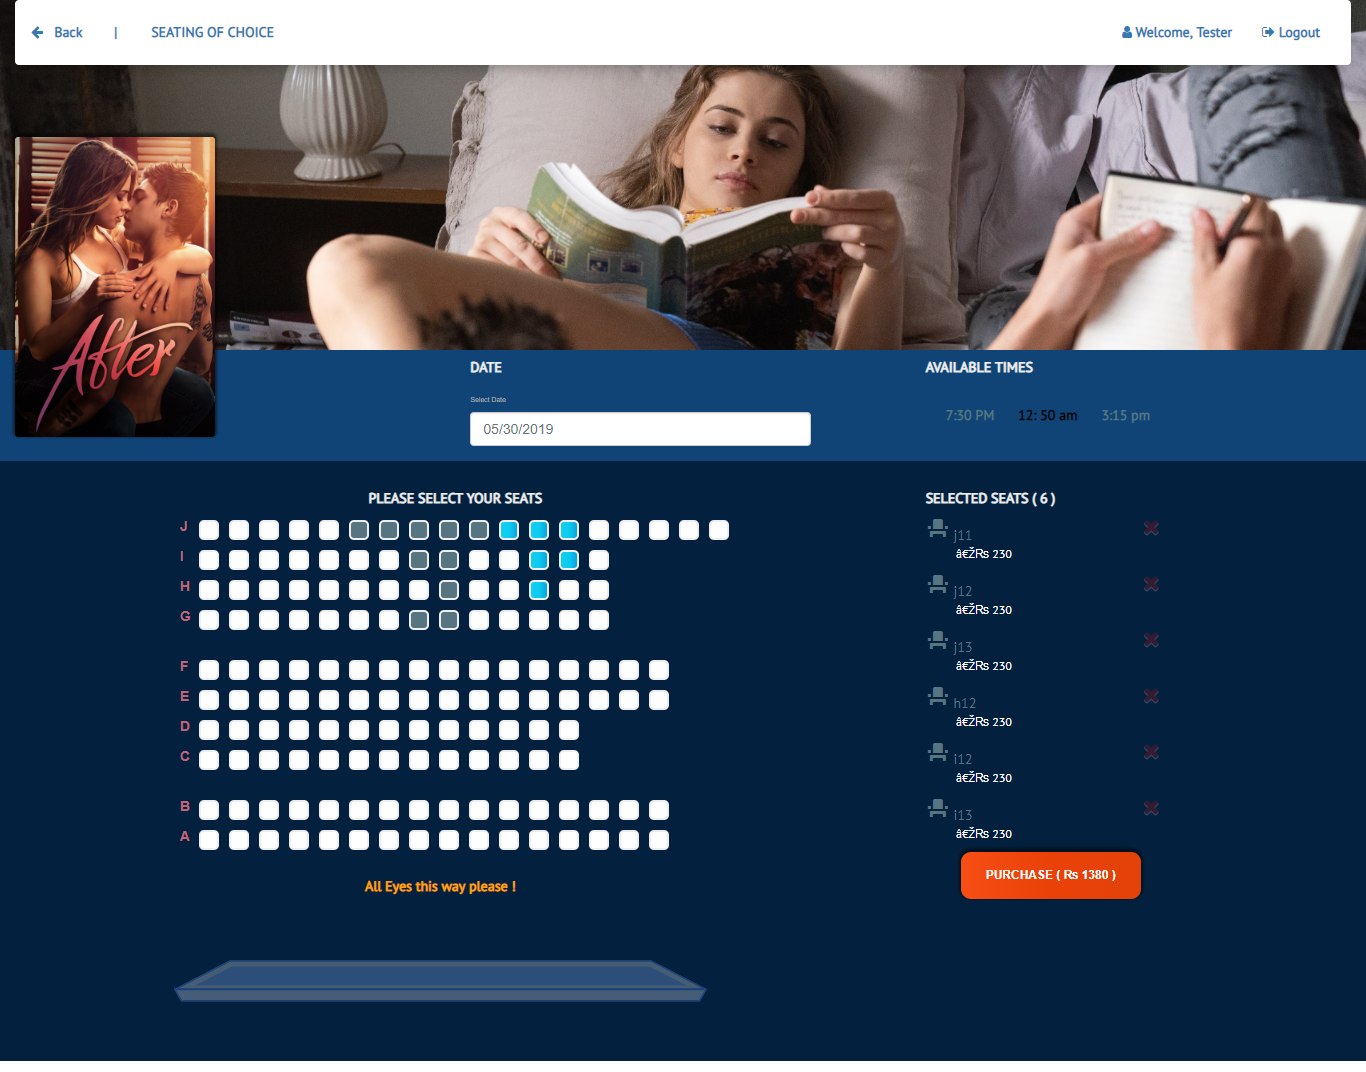 Back | SEATING OF CHOICE
Welcome, Tester Logout
After
DATE
Select Date
05/30/2019
AVAILABLE TIMES
7:30 PM 12: 50 am 3:15 pm
PLEASE SELECT YOUR SEATS
J
I
H
G
F
E
D
C
B
A
All Eyes this way please !
SELECTED SEATS ( 6 )
j11
â€ŽRs 230
j12
â€ŽRs 230
j13
â€ŽRs 230
h12
â€ŽRs 230
i12
â€ŽRs 230
i13
â€ŽRs 230
PURCHASE ( Rs 1380 )